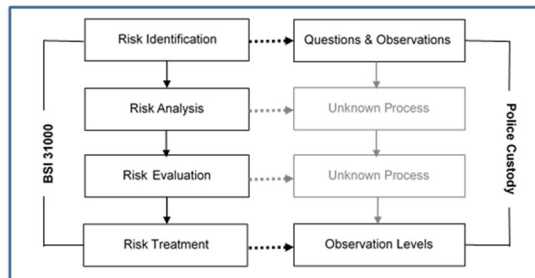 Risk Identification
Questions & Observations
Risk Analysis
Unknown Process
Risk Evaluation
Unknown Process
Risk Treatment
Observation Levels
BSI 31000
Police Custody